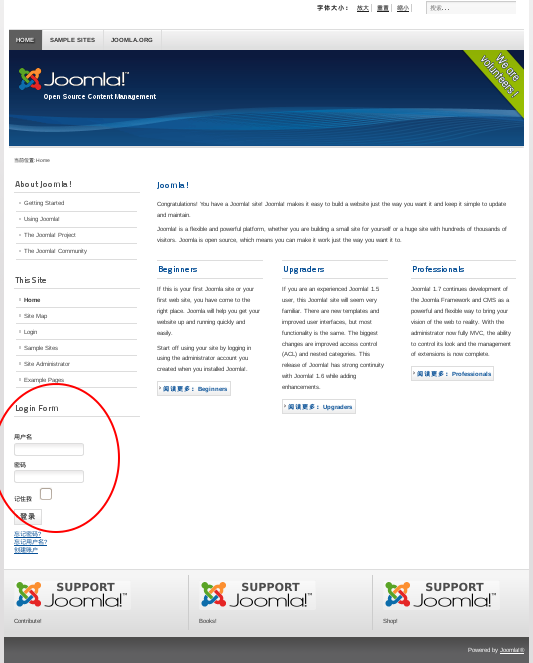 字体大小: 放大 重置 缩小 搜索...
HOME SAMPLE SITES JOOMLA.ORG
Joomla!™
Open Source Content Management
We are
volunteers !
当前位置:Home
About Joomla!
Getting Started
Using Joomla!
The Joomla! Project
The Joomla! Community
This Site
Home
Site Map
Login
Sample Sites
Site Administrator
Example Pages
Login Form
用户名
密码
记住我
登录
忘记密码?
忘记用户名?
创建账户
Joomla!
Congratulations! You have a Joomla! site! Joomla! makes it easy to build a website just the way you want it and keep it simple to update
and maintain.
Joomla! is a flexible and powerful platform, whether you are building a small site for yourself or a huge site with hundreds of thousands of
visitors. Joomla is open source, which means you can make it work just the way you want it to.
Beginners
If this is your first Joomla site or your
first web site, you have come to the
right place. Joomla will help you get your
website up and running quickly and
easily.
Start off using your site by logging in
using the administrator account you
created when you installed Joomla!.
阅读更多: Beginners
Upgraders
If you are an experienced Joomla! 1.5
user, this Joomla site will seem very
familiar. There are new templates and
improved user interfaces, but most
functionality is the same. The biggest
changes are improved access control
(ACL) and nested categories. This
release of Joomla! has strong continuity
with Joomla! 1.6 while adding
enhancements.
阅读更多: Upgraders
Professionals
Joomla! 1.7 continues development of
the Joomla Framework and CMS as a
powerful and flexible way to bring your
vision of the web to reality. With the
administrator now fully MVC, the ability
to control its look and the management
of extensions is now complete.
阅读更多: Professionals
SUPPORT
Joomla!™
Contribute!
SUPPORT
Joomla!™
Books!
SUPPORT
Joomla!™
Shop!
Powered by Joomla!®